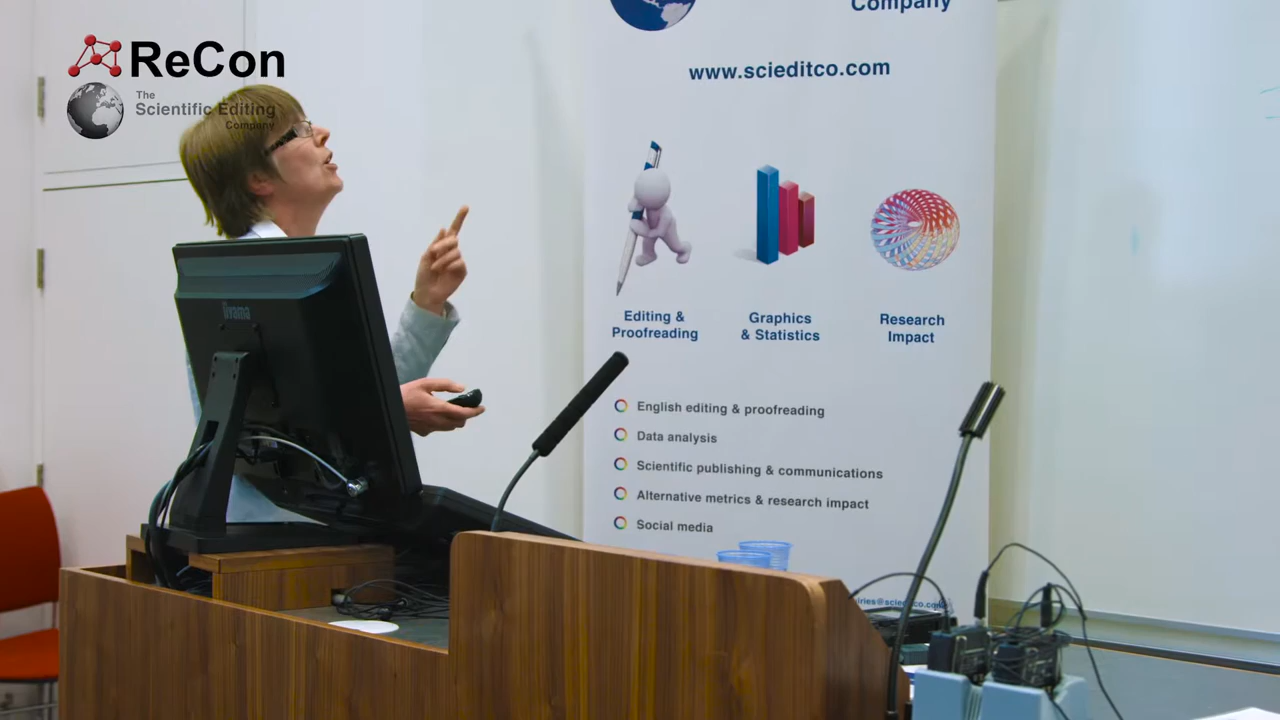 ReCon
The
Scientific Editing
Company
Company
www.scieditco.com
Editing &
Proofreading
Graphics
& Statistics
Research
Impact
English editing & proofreading
Data analysis
Scientific publishing & communications
Alternative metrics & research impact
Social media
iiyama